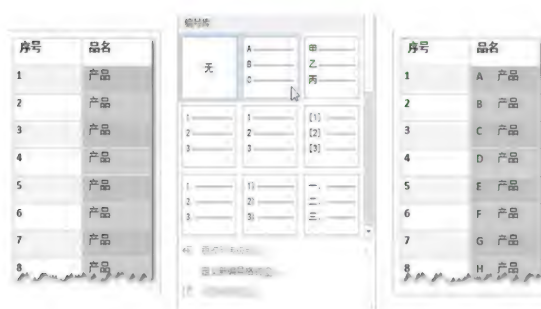 序号 品名
1 产品
2 产品
3 产品
4 产品
5 产品
6 产品
7 产品
8 产品
编号库
无
A
B
C
甲
乙
丙
1
2
3
1
2
3
[1]
[2]
[3]
1.
2.
3.
1)
2)
3)
一.
二.
三.
序号 品名
1 A 产品
2 B 产品
3 C 产品
4 D 产品
5 E 产品
6 F 产品
7 G 产品
8 H 产品